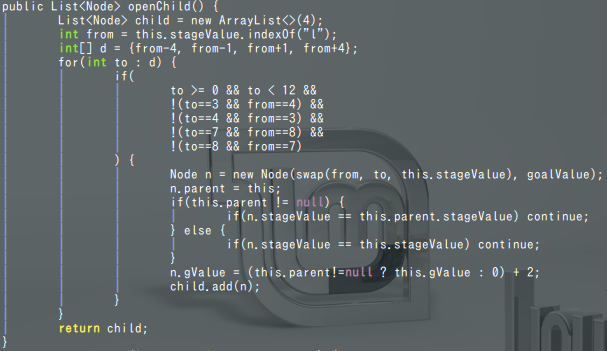 public List<Node> openChild() {
List<Node> child = new ArrayList<>(4);
int from = this.stageValue.indexOf("l");
int[] d = {from-4, from-1, from+1, from+4};
for(int to : d) {
if(
to >= 0 && to < 12 &&
!(to==3 && from==4) &&
!(to==4 && from==3) &&
!(to==7 && from==8) &&
!(to==8 && from==7)
) {
Node n = new Node(swap(from, to, this.stageValue), goalValue);
n.parent = this;
if(this.parent != null) {
if(n.stageValue == this.parent.stageValue) continue;
} else {
if(n.stageValue == this.stageValue) continue;
}
n.gValue = (this.parent!=null ? this.gValue : 0) + 2;
child.add(n);
}
}
return child;
}